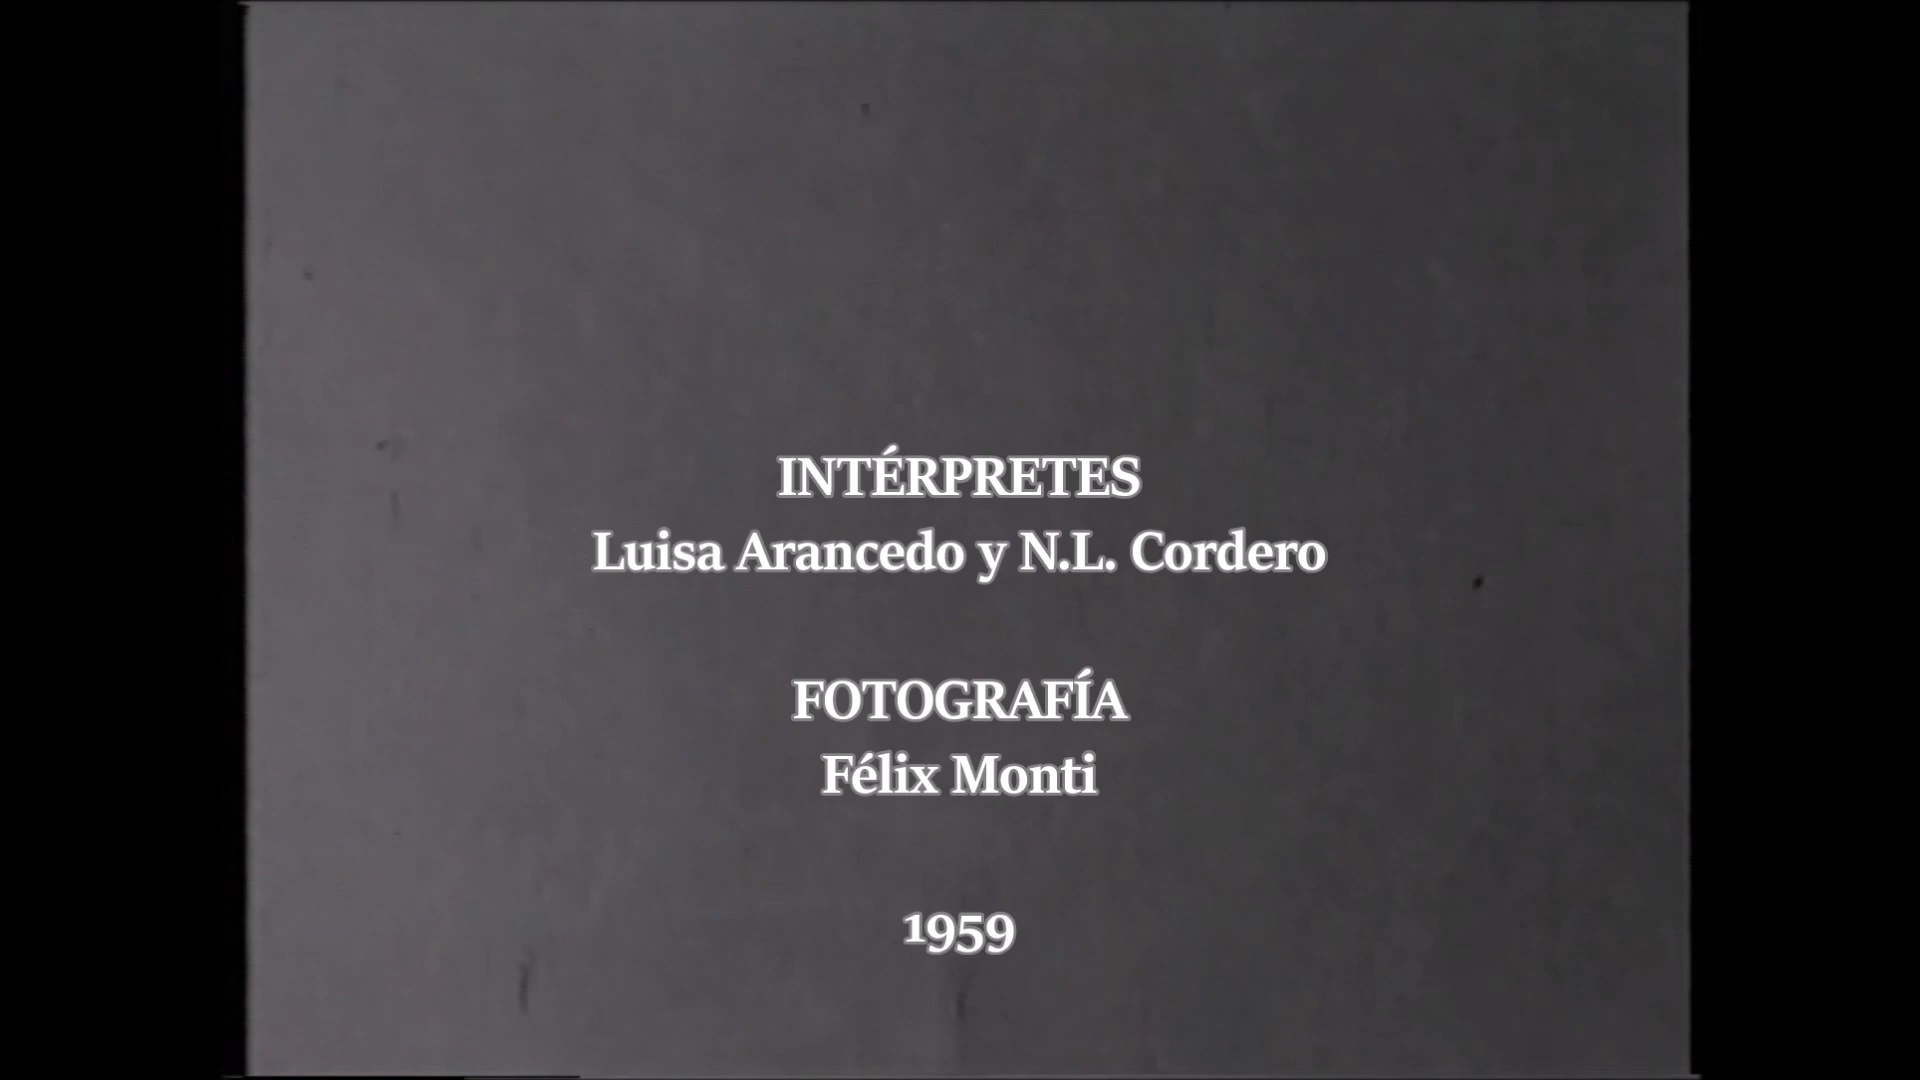 INTÉRPRETES
Luisa Arancedo y N.L. Cordero
FOTOGRAFÍA
Félix Monti
1959